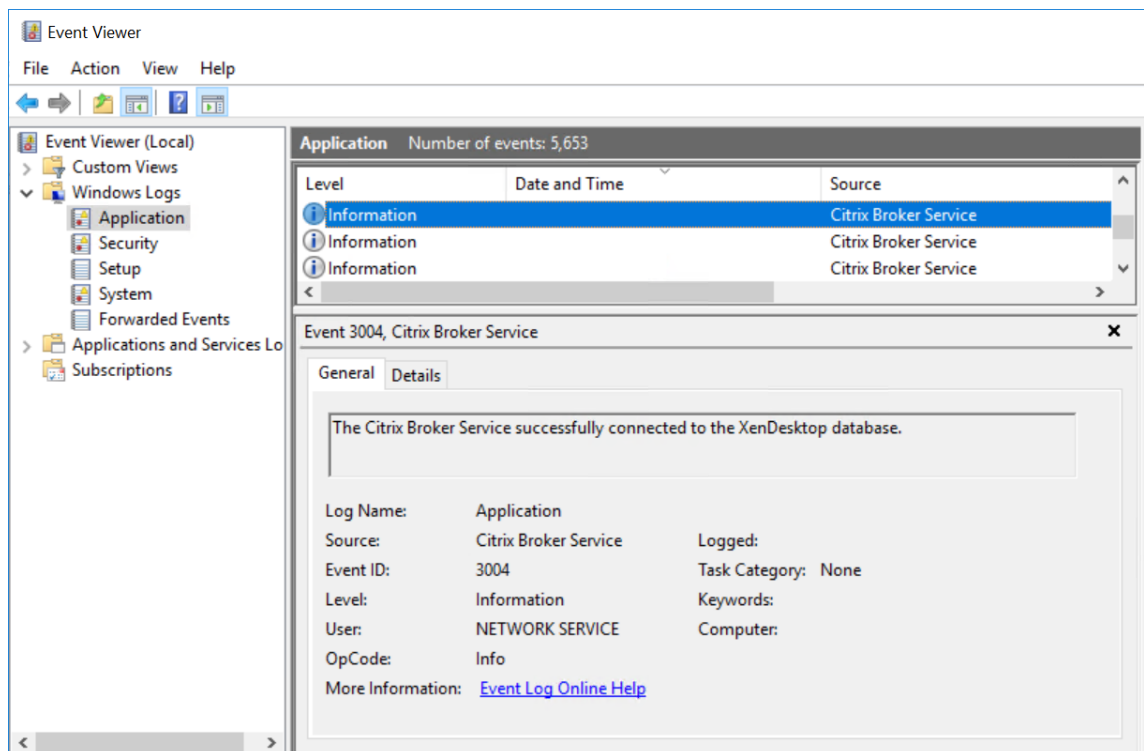 Event Viewer
File Action View Help
Event Viewer (Local)
Custom Views
Windows Logs
Application
Security
Setup
System
Forwarded Events
Applications and Services Lo
Subscriptions
Application Number of events: 5,653
Level Date and Time Source
Information Citrix Broker Service
Information Citrix Broker Service
Information Citrix Broker Service
Event 3004, Citrix Broker Service
General Details
The Citrix Broker Service successfully connected to the XenDesktop database.
Log Name: Application
Source: Citrix Broker Service Logged:
Event ID: 3004 Task Category: None
Level: Information Keywords:
User: NETWORK SERVICE Computer:
OpCode: Info
More Information: Event Log Online Help